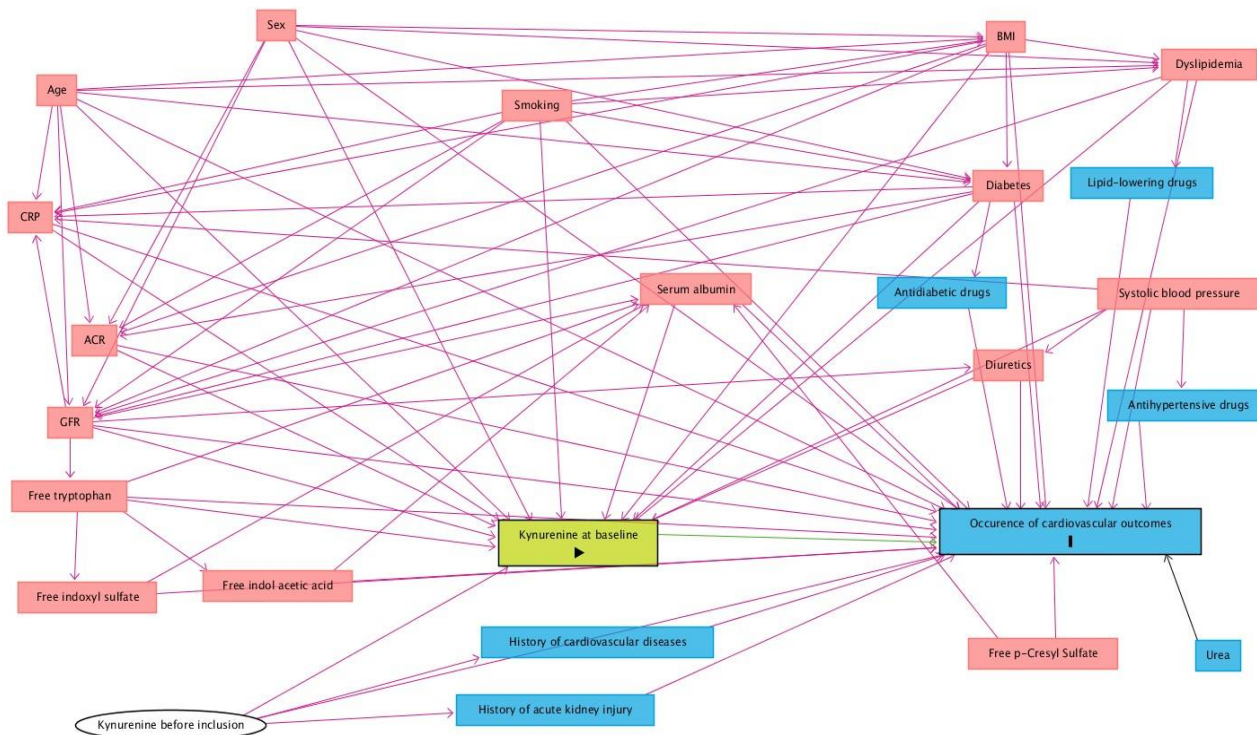 Sex
BMI
Dyslipidemia
Age
Smoking
Lipid-lowering drugs
Diabetes
CRP
Serum albumin
Antidiabetic drugs
Systolic blood pressure
ACR
Diuretics
Antihypertensive drugs
GFR
Free tryptophan
Kynurenine at baseline
Occurence of cardiovascular outcomes
Free indoxyl sulfate
Free indol acetic acid
History of cardiovascular diseases
Free p-Cresyl Sulfate
Urea
Kynurenine before inclusion
History of acute kidney injury